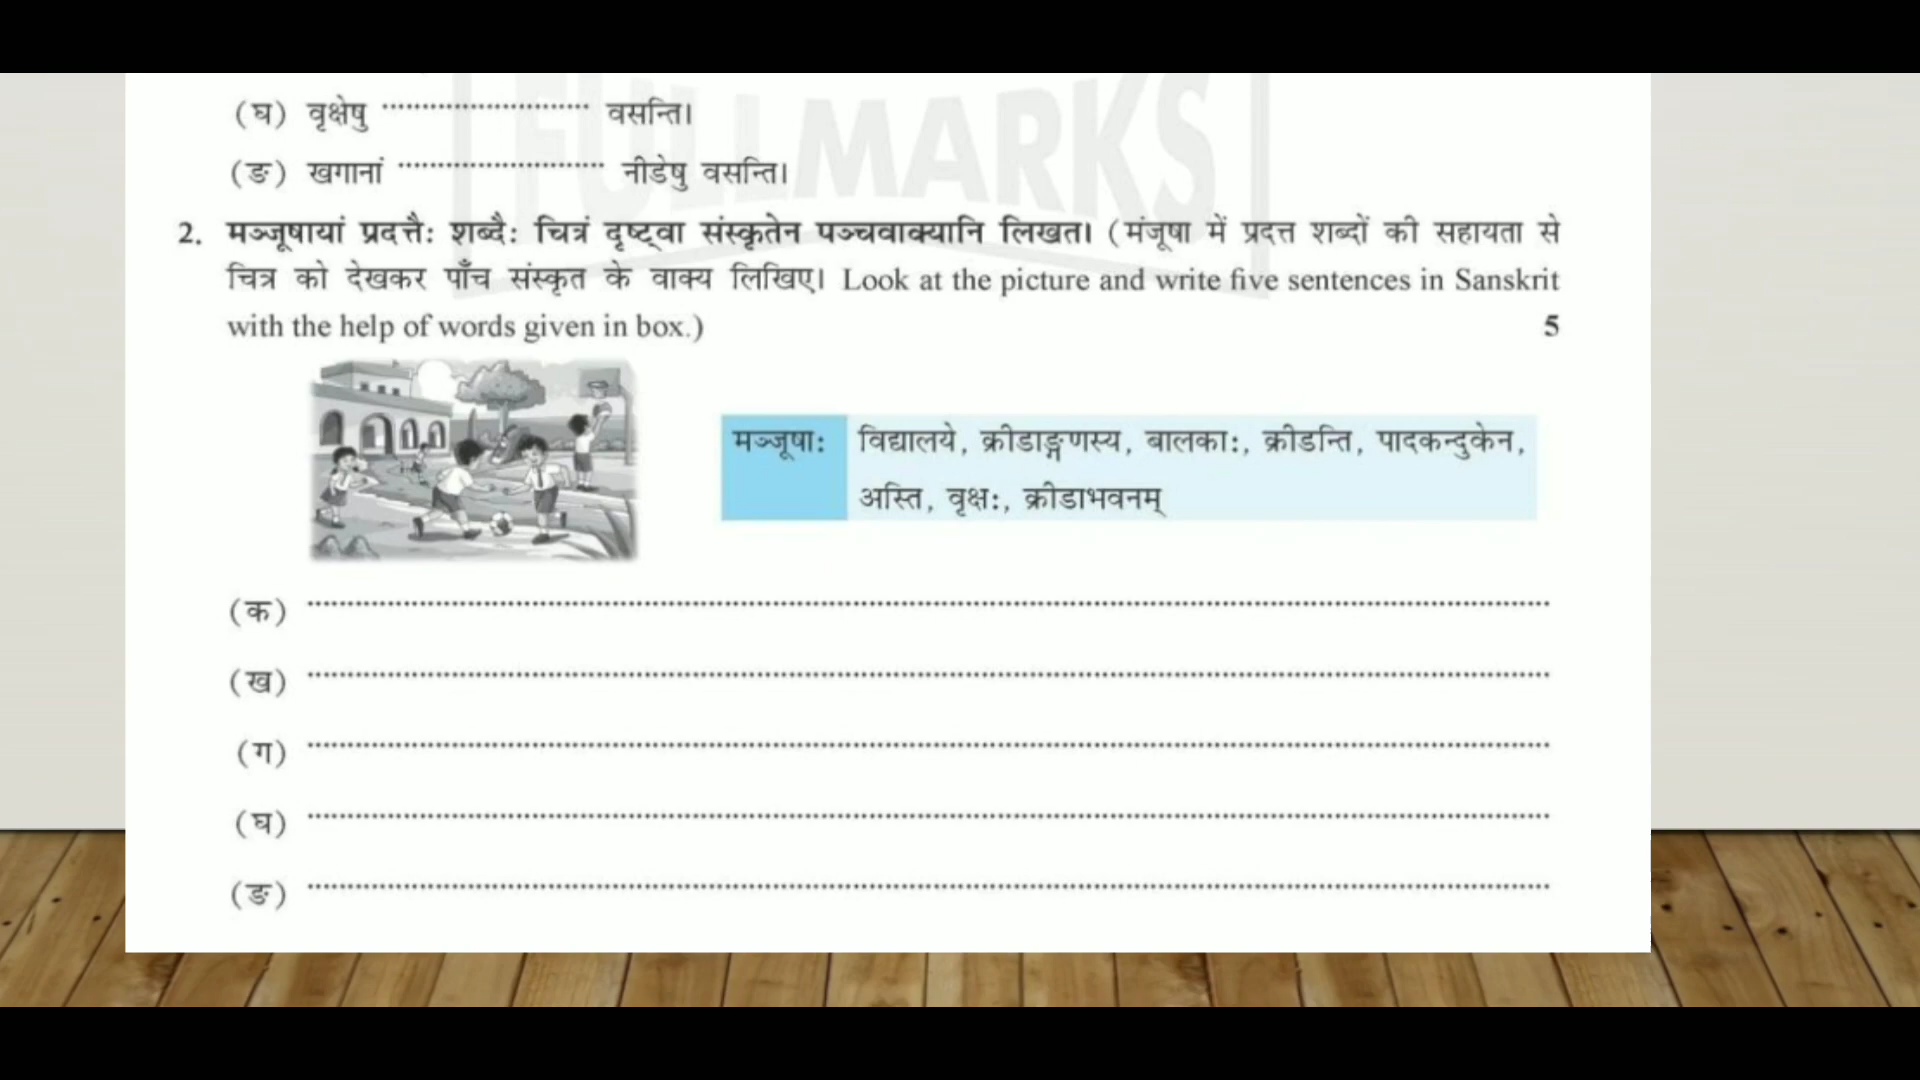 FULLMARKS
(घ) वृक्षेषु ........................ वसन्ति।
(ङ) खगानां ........................ नीडेषु वसन्ति।
2. मञ्जूषायां प्रदत्तैः शब्दैः चित्रं दृष्ट्वा संस्कृतेन पञ्चवाक्यानि लिखत। (मंजूषा में प्रदत्त शब्दों की सहायता से
चित्र को देखकर पाँच संस्कृत के वाक्य लिखिए। Look at the picture and write five sentences in Sanskrit
with the help of words given in box.) 5
मञ्जूषाः विद्यालये, क्रीडाङ्गणस्य, बालकाः, क्रीडन्ति, पादकन्दुकेन,
अस्ति, वृक्षः, क्रीडाभवनम्
(क) ........................
(ख) ........................
(ग) ........................
(घ) ........................
(ङ) ........................